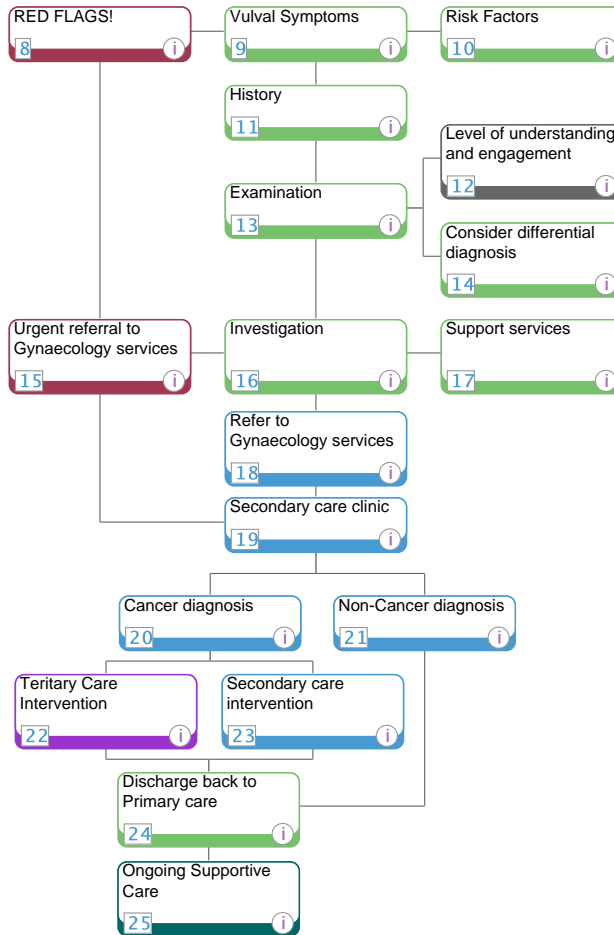 RED FLAGS!
8
i
Vulval Symptoms
9
i
Risk Factors
10
i
History
11
i
Level of understanding
and engagement
12
i
Examination
13
i
Consider differential
diagnosis
14
i
Urgent referral to
Gynaecology services
15
i
Investigation
16
i
Support services
17
i
Refer to
Gynaecology services
18
i
Secondary care clinic
19
i
Cancer diagnosis
20
i
Non-Cancer diagnosis
21
i
Teritary Care
Intervention
22
i
Secondary care
intervention
23
i
Discharge back to
Primary care
24
i
Ongoing Supportive
Care
25
i